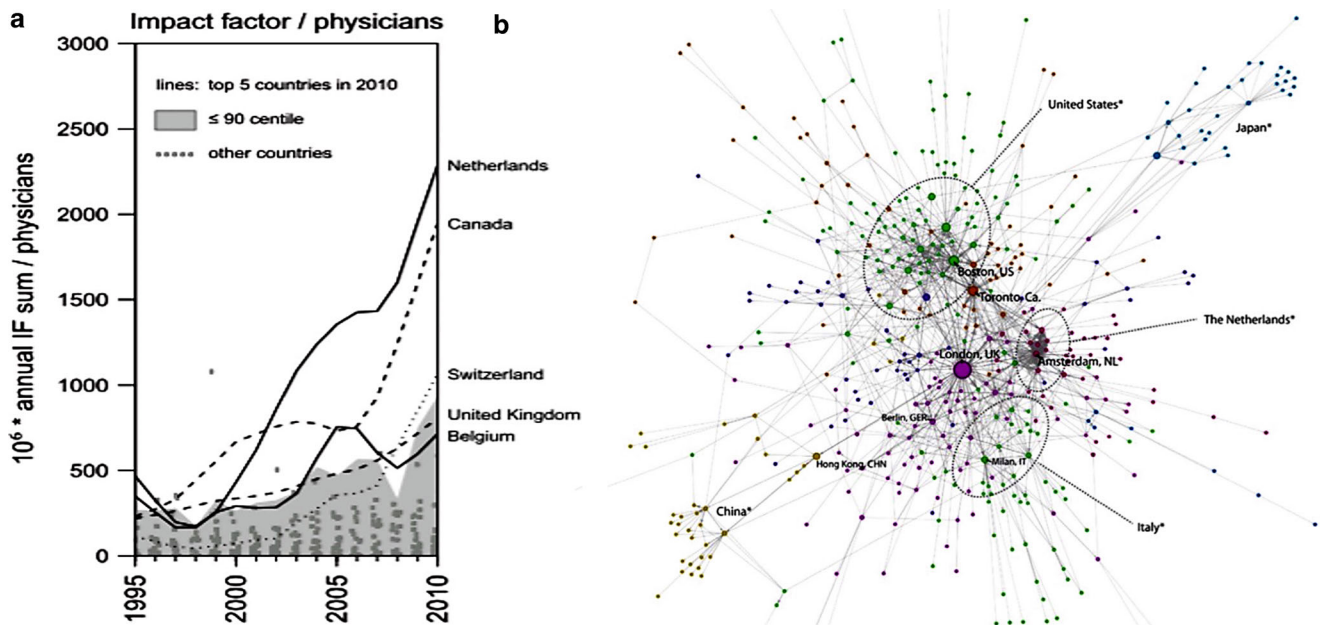 a
Impact factor / physicians
3000
2500
2000
1500
1000
500
0
10⁶ * annual IF sum / physicians
lines: top 5 countries in 2010
≤ 90 centile
other countries
Netherlands
Canada
Switzerland
United Kingdom
Belgium
1995
2000
2005
2010
b
United States*
Japan*
Boston, US
Toronto, Ca.
The Netherlands*
London, UK
Amsterdam, NL
Berlin, GER
Hong Kong, CHN
Milan, IT
China*
Italy*